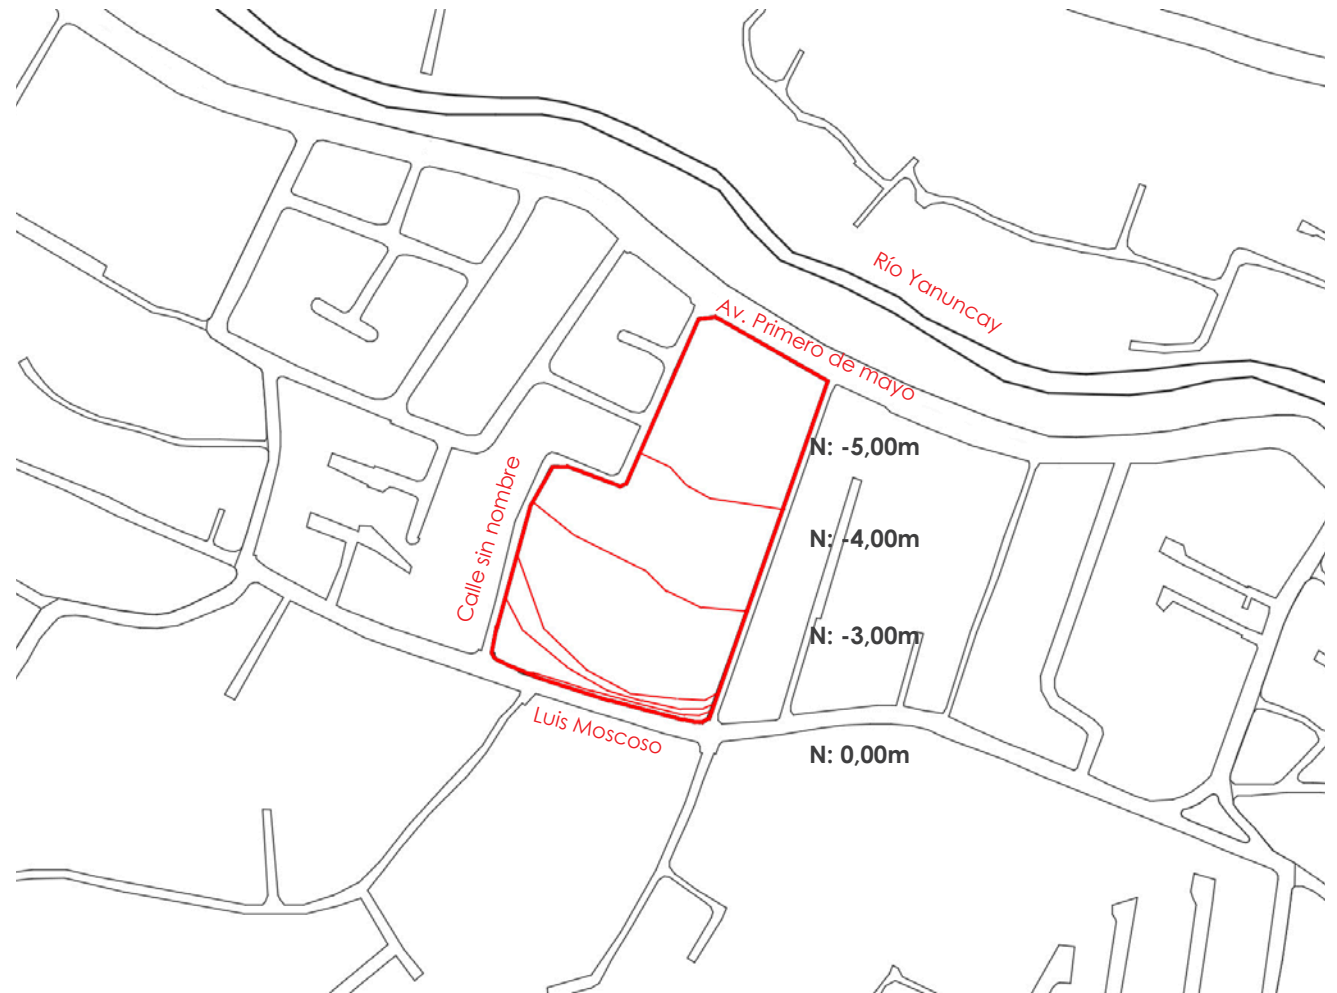 Río Yanuncay
Av. Primero de mayo
N: -5,00m
Calle sin nombre
N: -4,00m
N: -3,00m
Luis Moscoso
N: 0,00m